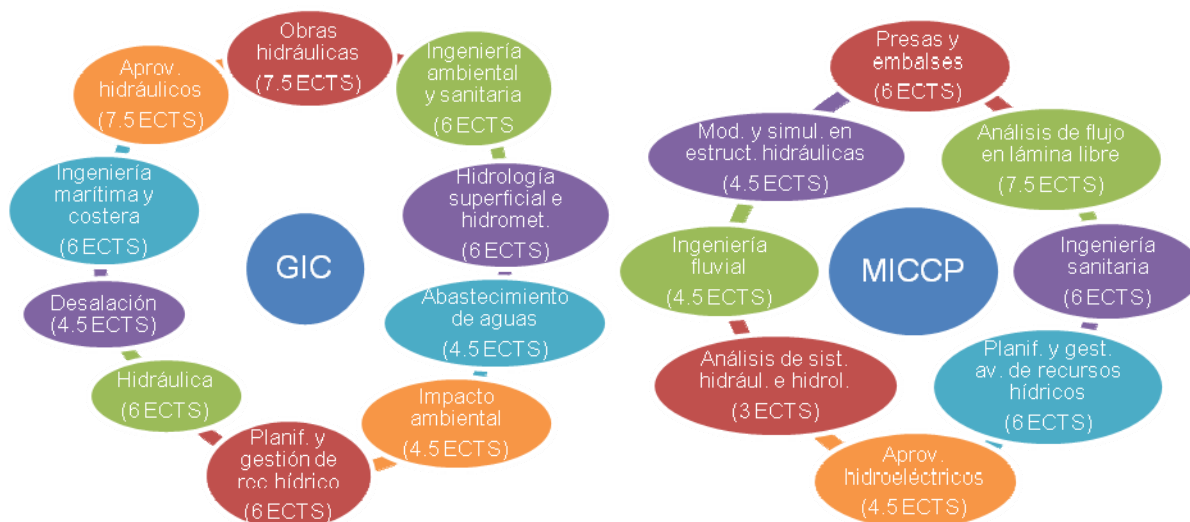 Obras
hidráulicas
(7.5 ECTS)
Ingeniería
ambiental
y sanitaria
(6 ECTS
Hidrología
superficial e
hidromet.
(6 ECTS)
Abastecimiento
de aguas
(4.5 ECTS)
Impacto
ambiental
(4.5 ECTS)
Planif. y
gestión de
rec hídrico
(6 ECTS)
Hidráulica
(6 ECTS)
Desalación
(4.5 ECTS)
Ingeniería
marítima y
costera
(6 ECTS)
Aprov.
hidráulicos
(7.5 ECTS)
GIC
Presas y
embalses
(6 ECTS)
Análisis de flujo
en lámina libre
(7.5 ECTS)
Ingeniería
sanitaria
(6 ECTS)
Planif. y gest.
av. de recursos
hídricos
(6 ECTS)
Aprov.
hidroeléctricos
(4.5 ECTS)
Análisis de sist.
hidrául. e hidrol.
(3 ECTS)
Ingeniería
fluvial
(4.5 ECTS)
Mod. y simul. en
estruct. hidráulicas
(4.5 ECTS)
MICCP